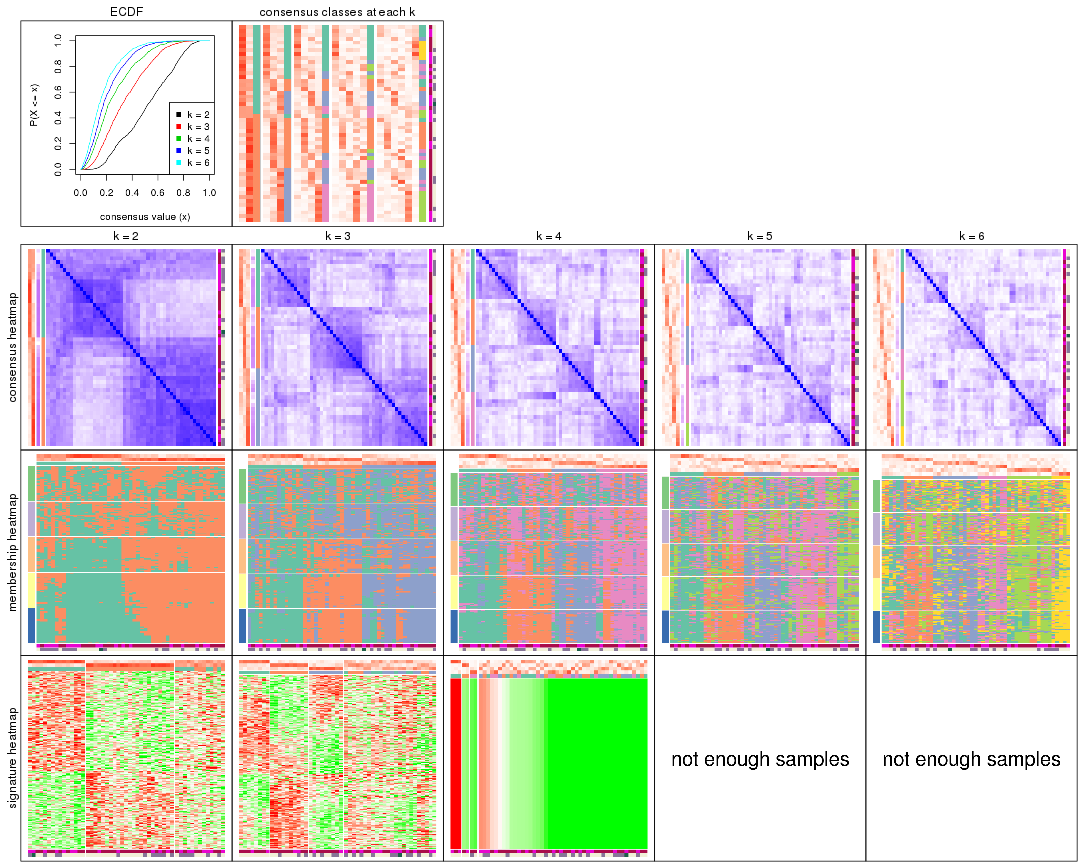 ECDF
consensus classes at each k
P(X <= x)
0.0 0.2 0.4 0.6 0.8 1.0
k = 2
k = 3
k = 4
k = 5
k = 6
0.0 0.2 0.4 0.6 0.8 1.0
consensus value (x)
k = 2 k = 3 k = 4 k = 5 k = 6
consensus heatmap
membership heatmap
signature heatmap
not enough samples
not enough samples